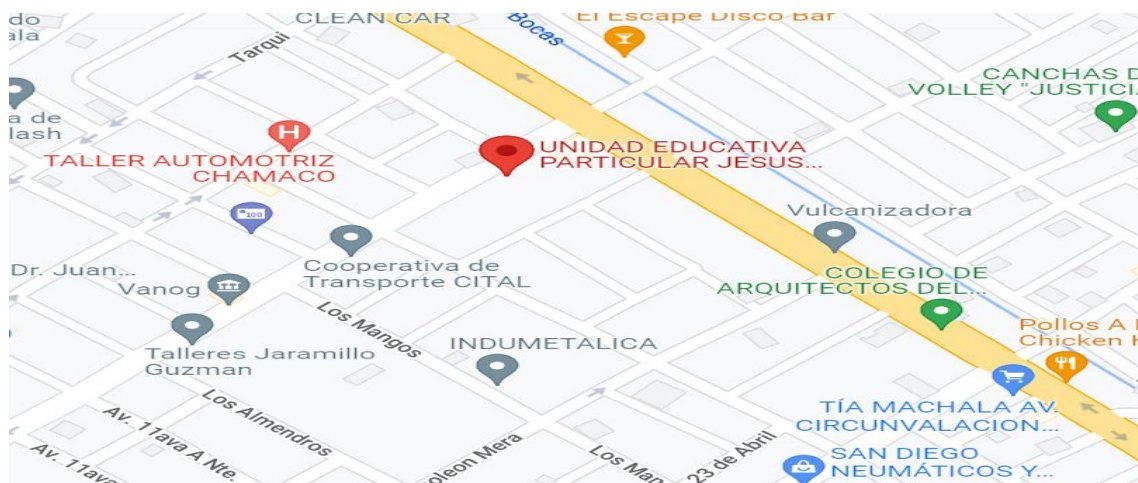 CLEAN CAR
Bocas
El Escape Disco Bar
Tarqui
CANCHAS D
VOLLEY "JUSTICIA
do
ala
a de
lash
H
TALLER AUTOMOTRIZ
CHAMACO
UNIDAD EDUCATIVA
PARTICULAR JESUS...
100
Vulcanizadora
Dr. Juan...
Vanog
Cooperativa de
Transporte CITAL
COLEGIO DE
ARQUITECTOS DEL...
Los Mangos
Talleres Jaramillo
Guzman
INDUMETALICA
Pollos A
Chicken
TÍA MACHALA AV.
CIRCUNVALACION...
Los Almendros
Av. 11ava A Nte.
Av. 11ava
oleon Mera
Los Man
23 de Abril
SAN DIEGO
NEUMÁTICOS Y...